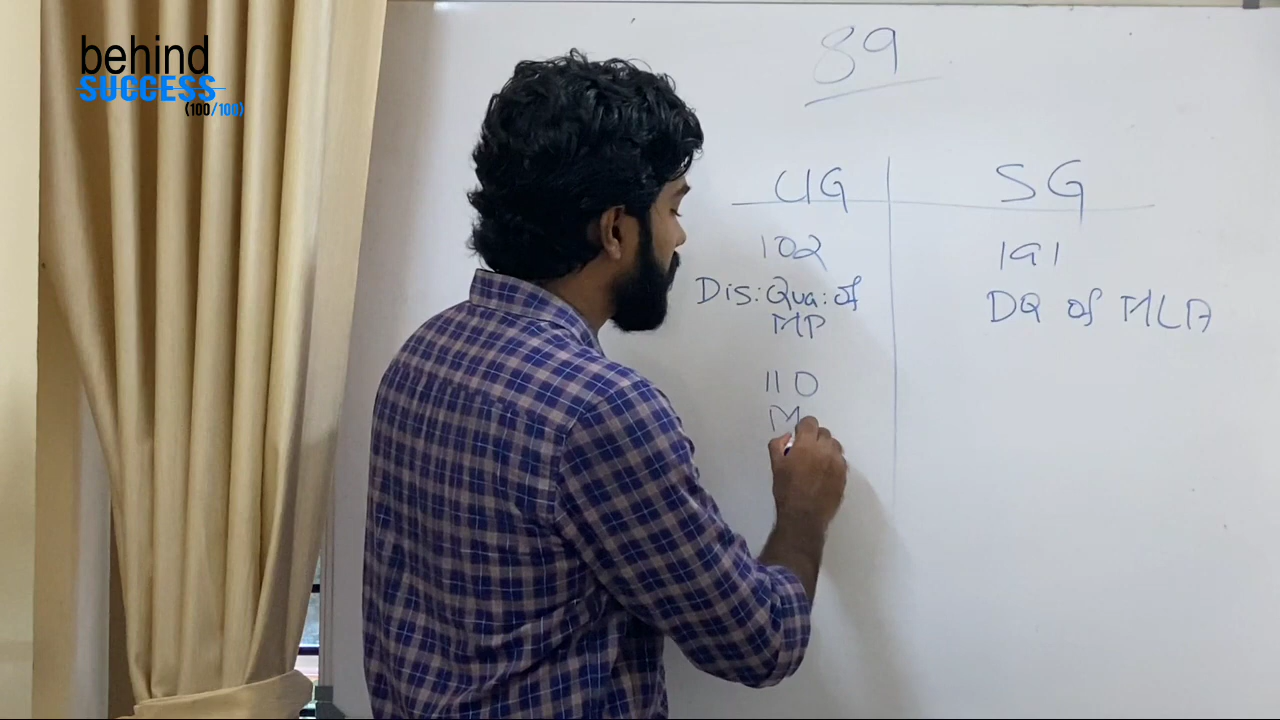 behind
SUCCESS
(100/100)
89
UG
SG
102
191
Dis:Qua: of
MP
DQ of MLA
110
M